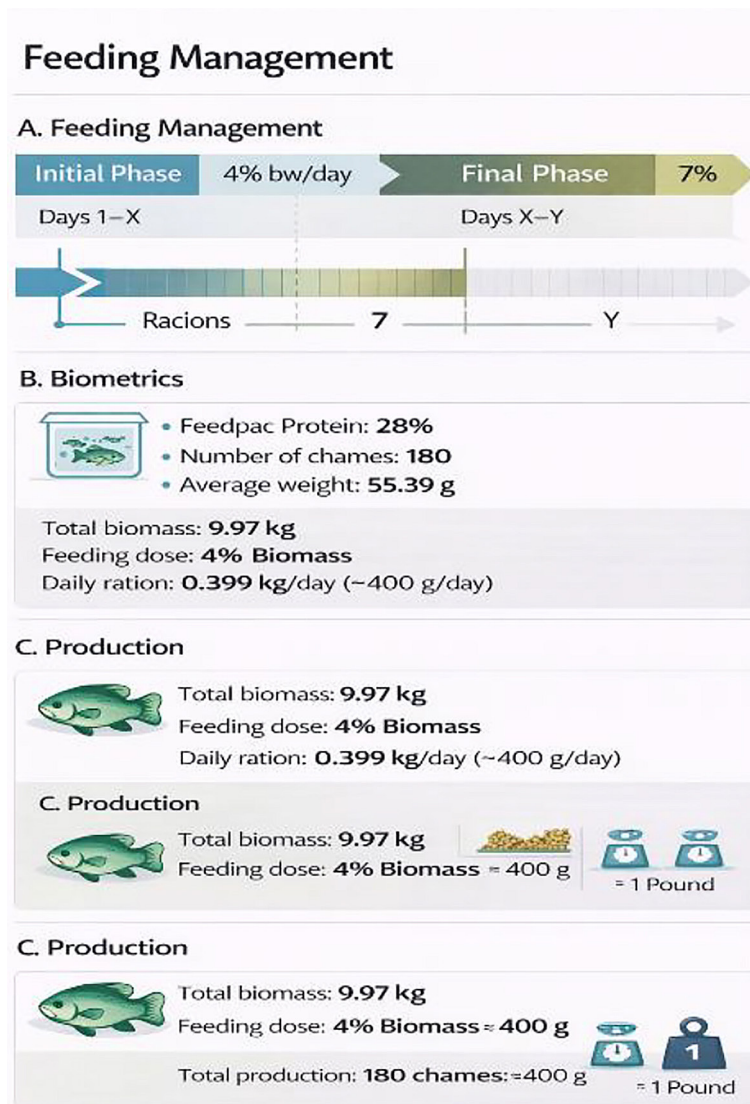 Feeding Management
A. Feeding Management
Initial Phase 4% bw/day Final Phase 7%
Days 1–X Days X–Y
Racions 7 Y
B. Biometrics
• Feedpac Protein: 28%
• Number of chames: 180
• Average weight: 55.39 g
Total biomass: 9.97 kg
Feeding dose: 4% Biomass
Daily ration: 0.399 kg/day (~400 g/day)
C. Production
Total biomass: 9.97 kg
Feeding dose: 4% Biomass
Daily ration: 0.399 kg/day (~400 g/day)
C. Production
Total biomass: 9.97 kg
Feeding dose: 4% Biomass ≈ 400 g
= 1 Pound
C. Production
Total biomass: 9.97 kg
Feeding dose: 4% Biomass ≈ 400 g
1
Total production: 180 chames:≈400 g
= 1 Pound